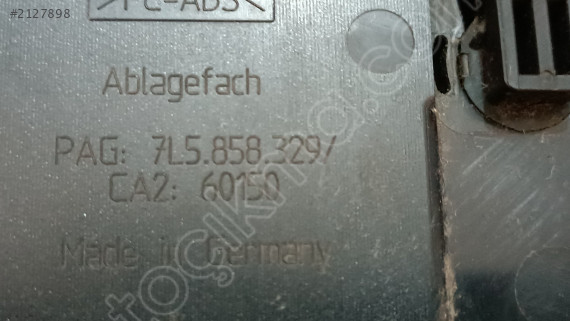 #2127898
>PC-ABS<
Ablagefach
PAG: 7L5.858.329/
CA2: 60150
Made in Germany